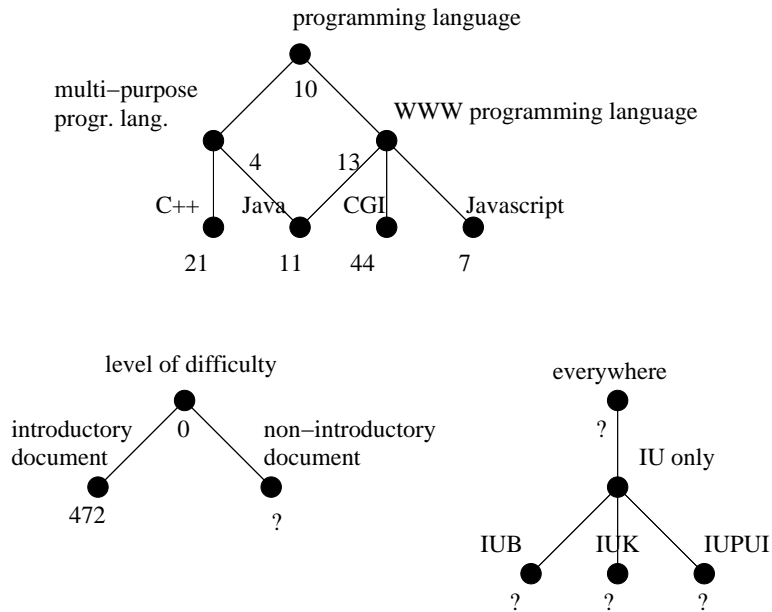 programming language
multi−purpose
progr. lang.
10
WWW programming language
4
13
C++
Java
CGI
Javascript
21
11
44
7
level of difficulty
everywhere
introductory
document
0
non−introductory
document
?
IU only
472
?
IUB
IUK
IUPUI
?
?
?